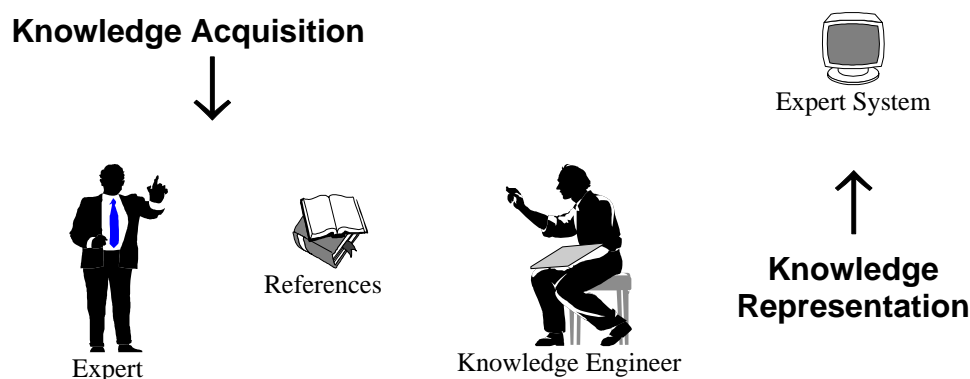 Knowledge Acquisition
Expert System
References
Knowledge
Representation
Expert
Knowledge Engineer